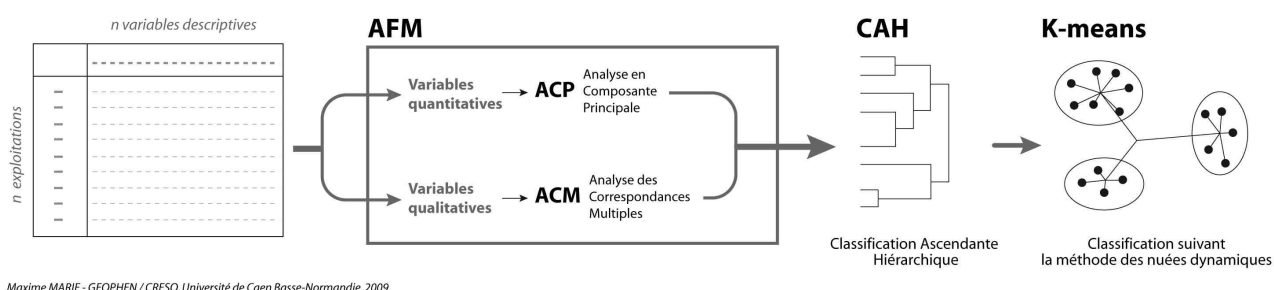 n variables descriptives
n exploitations
AFM
Variables
quantitatives
ACP
Analyse en
Composante
Principale
Variables
qualitatives
ACM
Analyse des
Correspondances
Multiples
CAH
Classification Ascendante
Hiérarchique
K-means
Classification suivant
la méthode des nuées dynamiques
Maxime MARIE - GEOPHEN / CRESO, Université de Caen Basse-Normandie, 2009